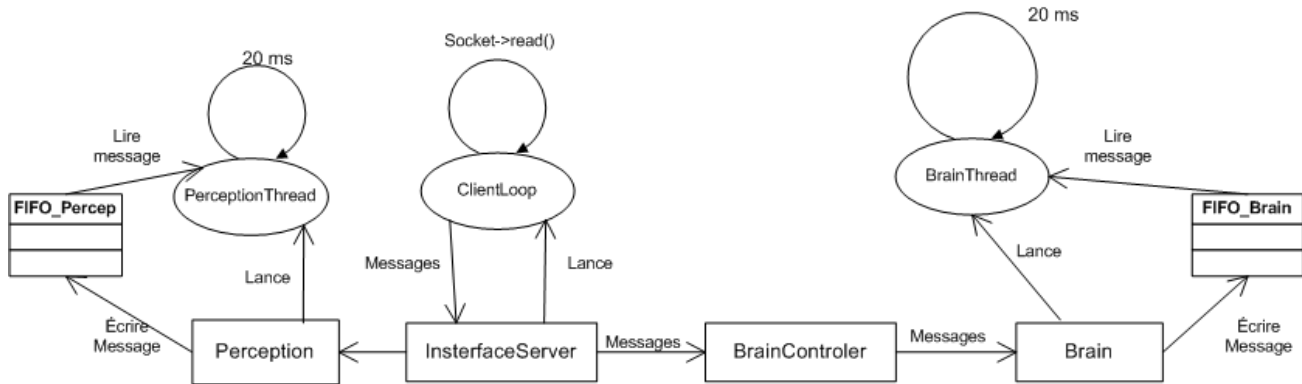 20 ms
Socket->read()
20 ms
Lire
message
PerceptionThread
ClientLoop
BrainThread
Lire
message
FIFO_Percep
FIFO_Brain
Lance
Messages
Lance
Lance
Écrire
Message
Perception
InsterfaceServer
Messages
BrainControler
Messages
Brain
Écrire
Message